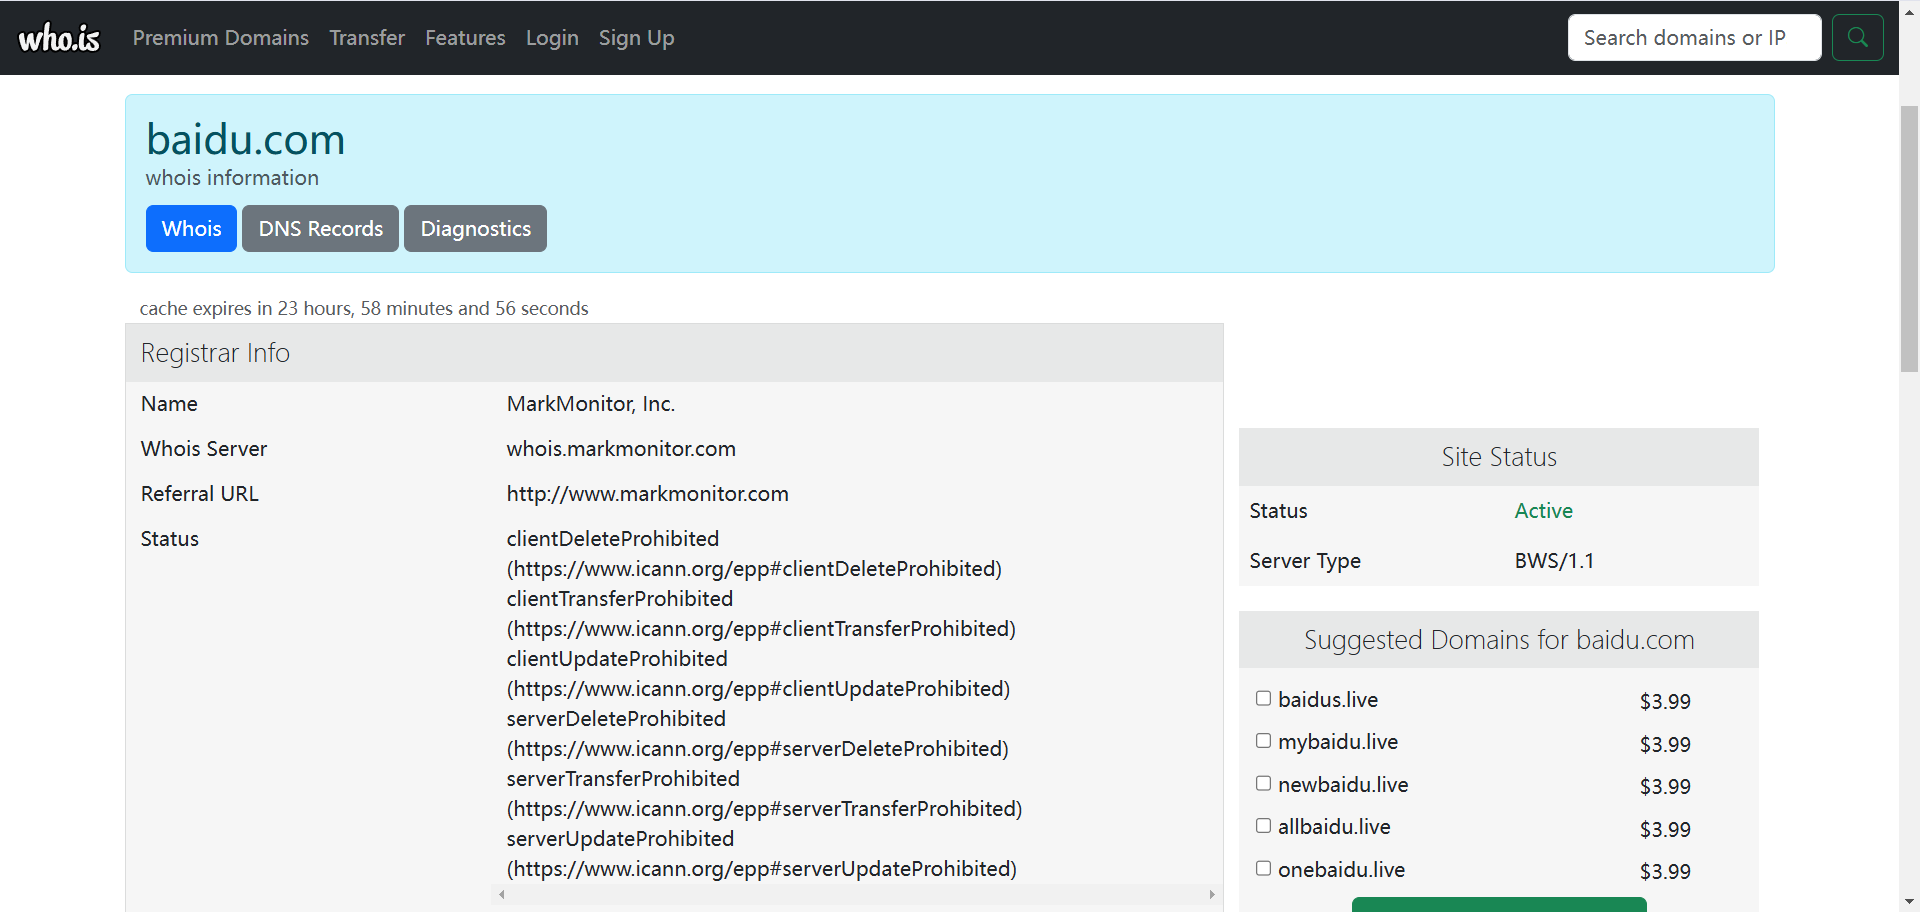 who.is Premium Domains Transfer Features Login Sign Up Search domains or IP
baidu.com
whois information
Whois DNS Records Diagnostics
cache expires in 23 hours, 58 minutes and 56 seconds
Registrar Info
Name MarkMonitor, Inc.
Whois Server whois.markmonitor.com
Referral URL http://www.markmonitor.com
Status clientDeleteProhibited
(https://www.icann.org/epp#clientDeleteProhibited)
clientTransferProhibited
(https://www.icann.org/epp#clientTransferProhibited)
clientUpdateProhibited
(https://www.icann.org/epp#clientUpdateProhibited)
serverDeleteProhibited
(https://www.icann.org/epp#serverDeleteProhibited)
serverTransferProhibited
(https://www.icann.org/epp#serverTransferProhibited)
serverUpdateProhibited
(https://www.icann.org/epp#serverUpdateProhibited)
Site Status
Status Active
Server Type BWS/1.1
Suggested Domains for baidu.com
baidus.live $3.99
mybaidu.live $3.99
newbaidu.live $3.99
allbaidu.live $3.99
onebaidu.live $3.99